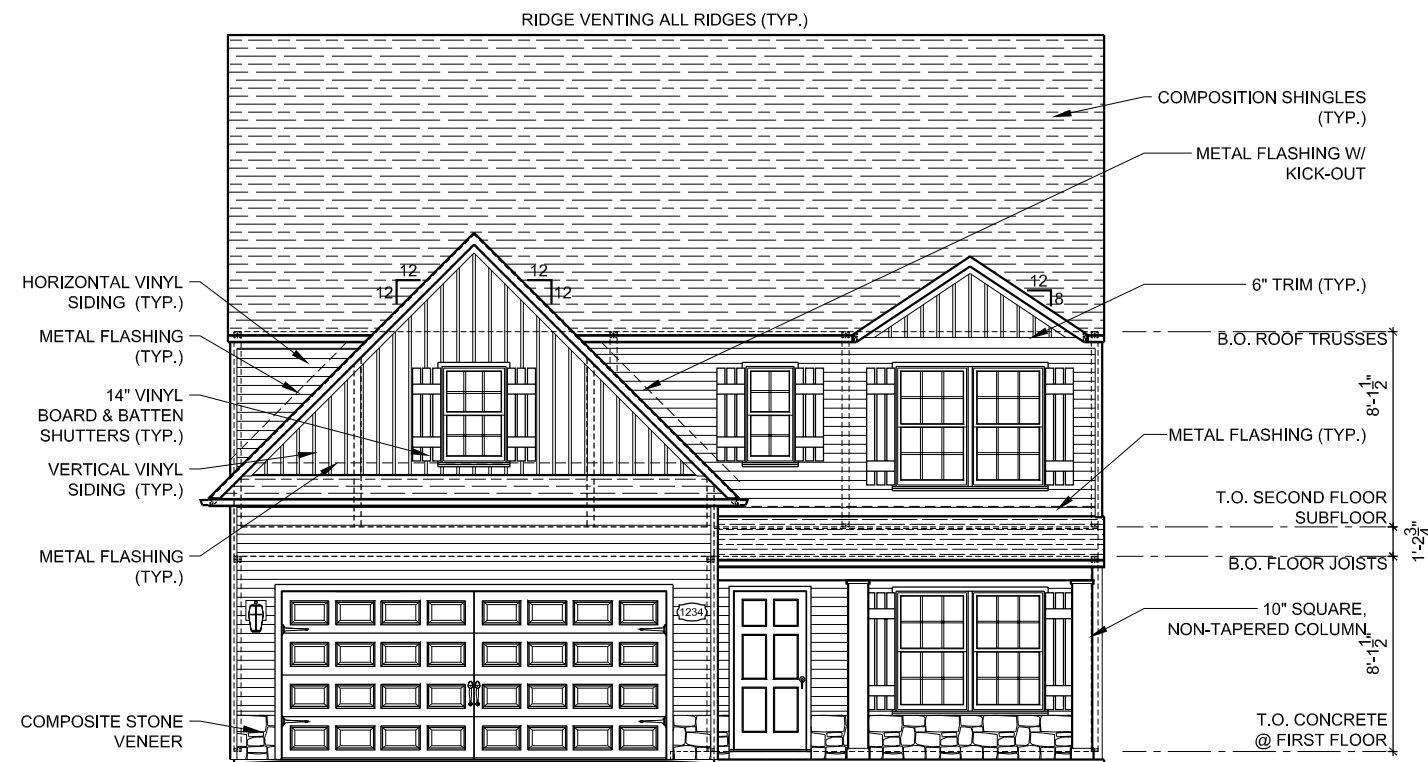 RIDGE VENTING ALL RIDGES (TYP.)
COMPOSITION SHINGLES
(TYP.)
METAL FLASHING W/
KICK-OUT
12
12
12
12
12
8
HORIZONTAL VINYL
SIDING (TYP.)
METAL FLASHING
(TYP.)
14" VINYL
BOARD & BATTEN
SHUTTERS (TYP.)
VERTICAL VINYL
SIDING (TYP.)
METAL FLASHING
(TYP.)
COMPOSITE STONE
VENEER
1234
6" TRIM (TYP.)
B.O. ROOF TRUSSES
8'-1 1/2"
METAL FLASHING (TYP.)
T.O. SECOND FLOOR
SUBFLOOR
1'-2 3/4"
B.O. FLOOR JOISTS
10" SQUARE,
NON-TAPERED COLUMN
8'-1 1/2"
T.O. CONCRETE
@ FIRST FLOOR